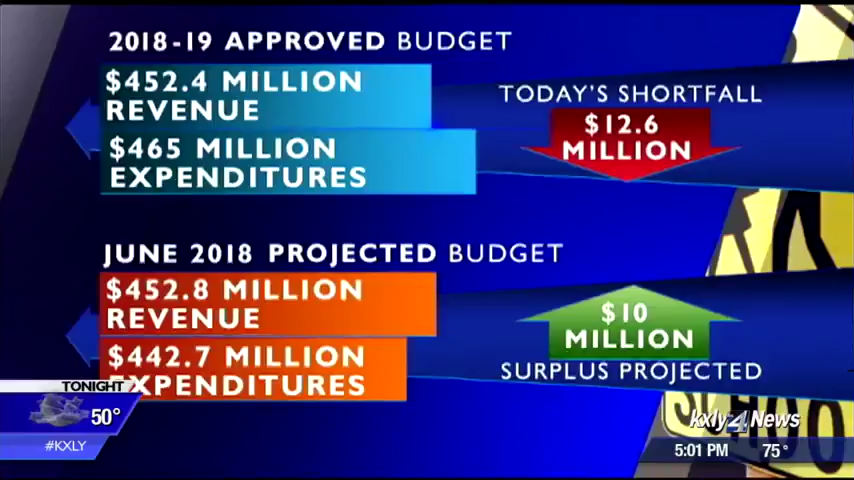 2018-19 APPROVED BUDGET
$452.4 MILLION
REVENUE
$465 MILLION
EXPENDITURES
TODAY'S SHORTFALL
$12.6
MILLION
JUNE 2018 PROJECTED BUDGET
$452.8 MILLION
REVENUE
$442.7 MILLION
EXPENDITURES
$10
MILLION
SURPLUS PROJECTED
TONIGHT
50°
#KXLY
SCHOO
kxly4News
5:01 PM 75°